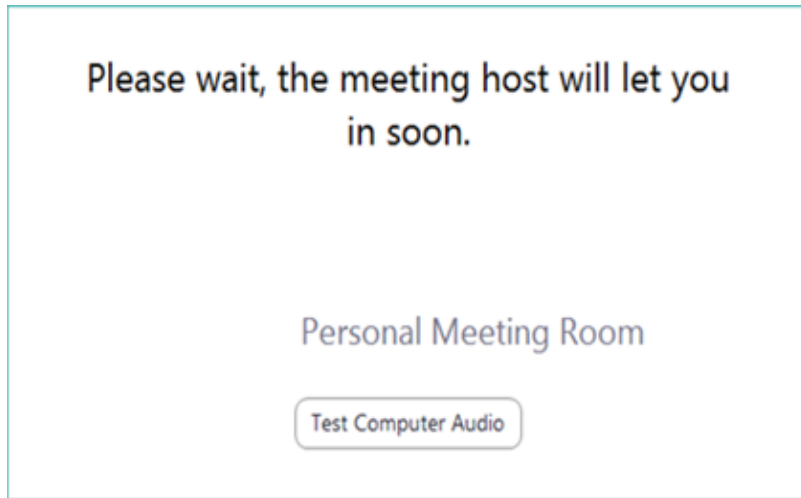 Please wait, the meeting host will let you
in soon.
Personal Meeting Room
Test Computer Audio